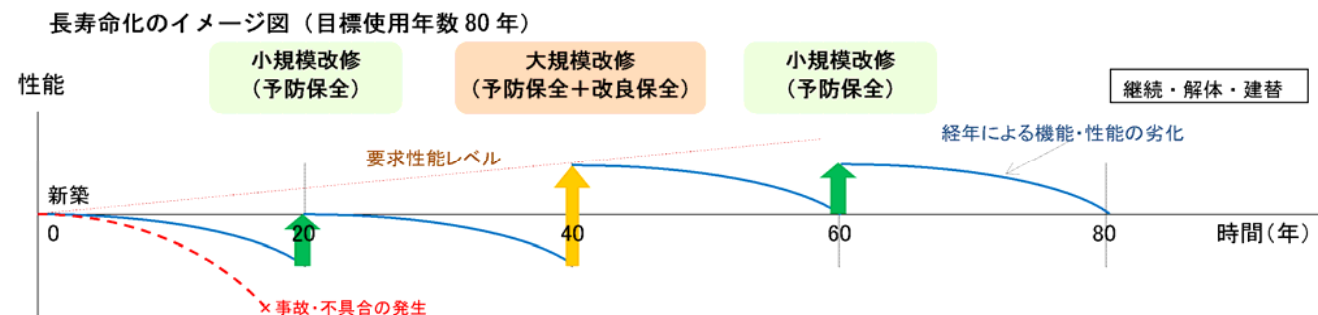 長寿命化のイメージ図（目標使用年数 80 年）
小規模改修
（予防保全）
大規模改修
（予防保全＋改良保全）
小規模改修
（予防保全）
性能
継続・解体・建替
経年による機能・性能の劣化
要求性能レベル
新築
0
20
40
60
80
時間（年）
×事故・不具合の発生